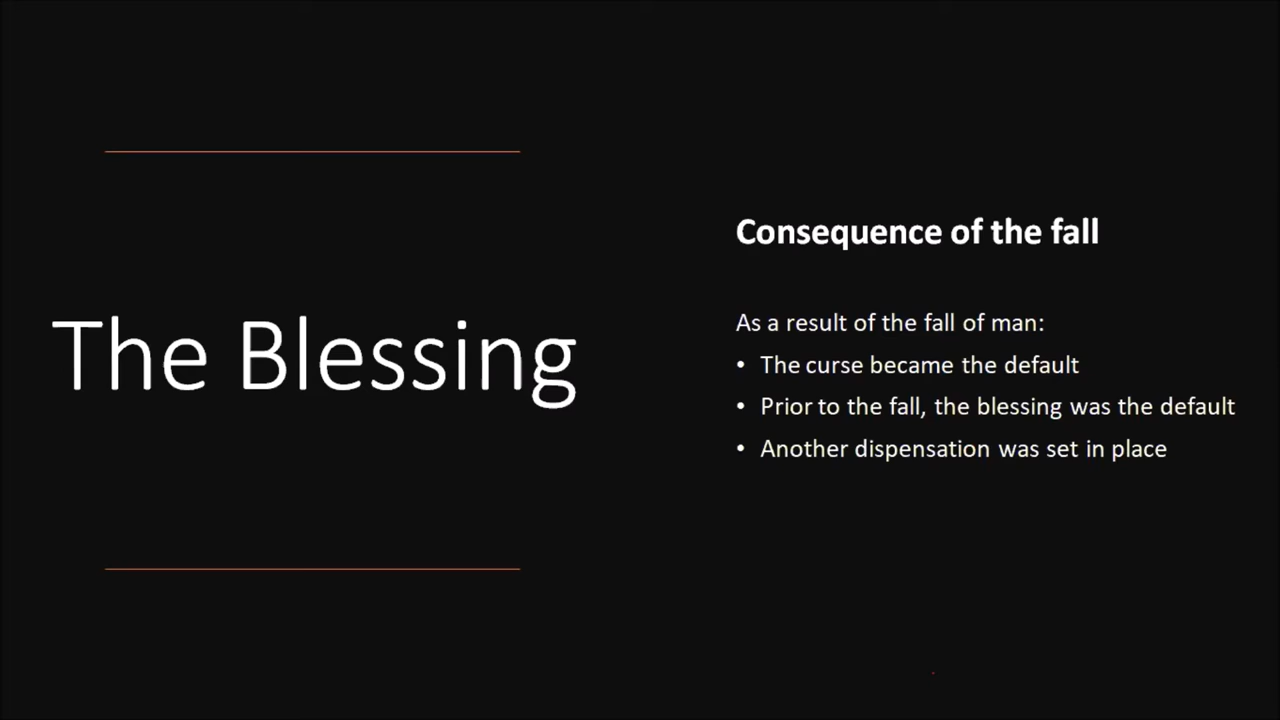 The Blessing
Consequence of the fall
As a result of the fall of man:
• The curse became the default
• Prior to the fall, the blessing was the default
• Another dispensation was set in place